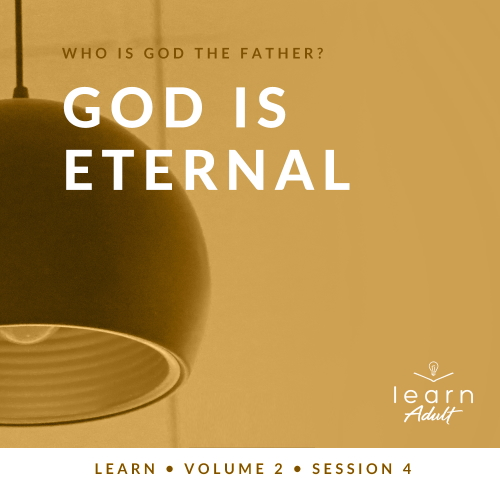 WHO IS GOD THE FATHER?
GOD IS
ETERNAL
learn
Adult
LEARN • VOLUME 2 • SESSION 4